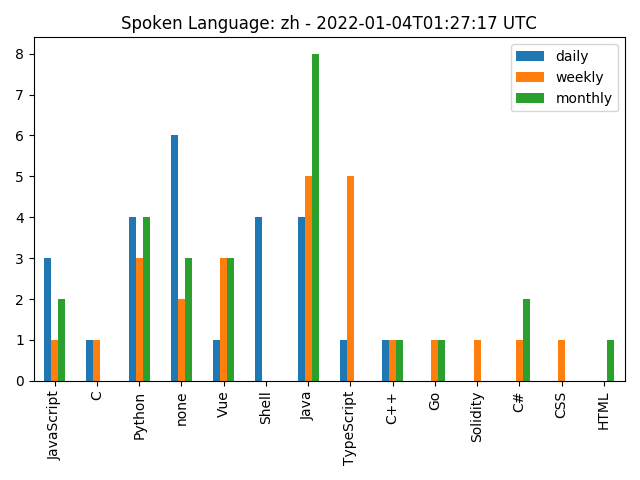 Spoken Language: zh - 2022-01-04T01:27:17 UTC
daily
weekly
monthly
8
7
6
5
4
3
2
1
0
JavaScript
C
Python
none
Vue
Shell
Java
TypeScript
C++
Go
Solidity
C#
CSS
HTML